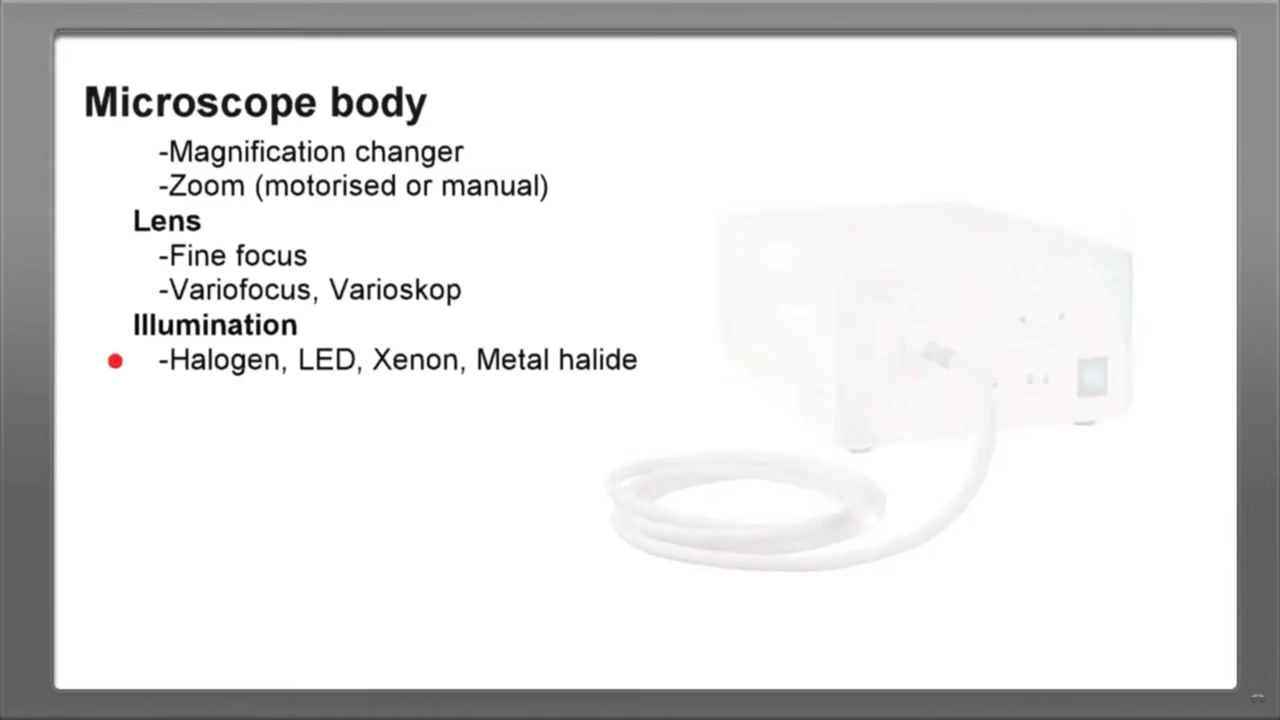 Microscope body
-Magnification changer
-Zoom (motorised or manual)
Lens
-Fine focus
-Variofocus, Varioskop
Illumination
-Halogen, LED, Xenon, Metal halide